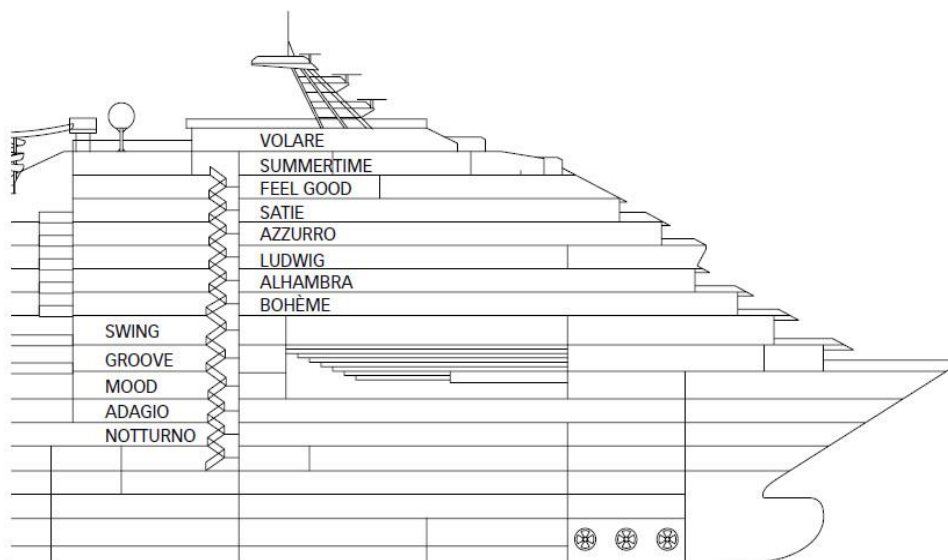 VOLARE
SUMMERTIME
FEEL GOOD
SATIE
AZZURRO
LUDWIG
ALHAMBRA
BOHÈME
SWING
GROOVE
MOOD
ADAGIO
NOTTURNO